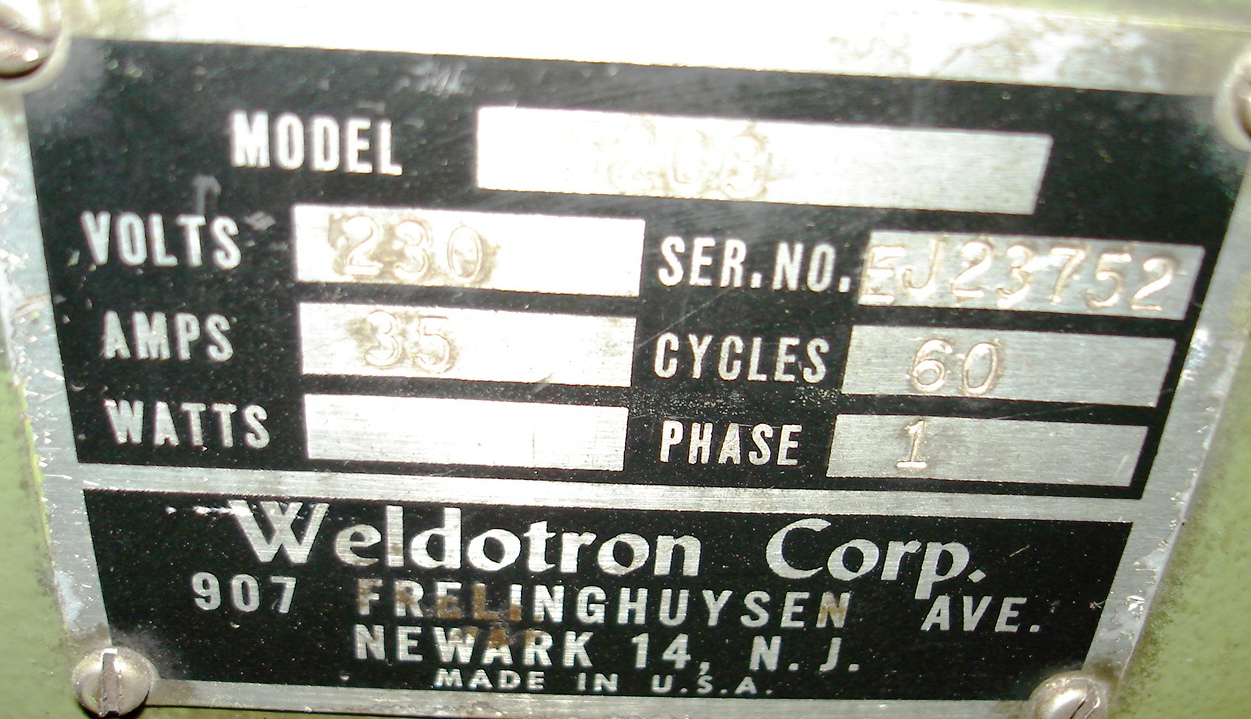 MODEL
VOLTS 230 SER.NO. EJ23752
AMPS 35 CYCLES 60
WATTS PHASE 1
Weldotron Corp.
907 FRELINGHUYSEN AVE.
NEWARK 14, N. J.
MADE IN U.S.A.